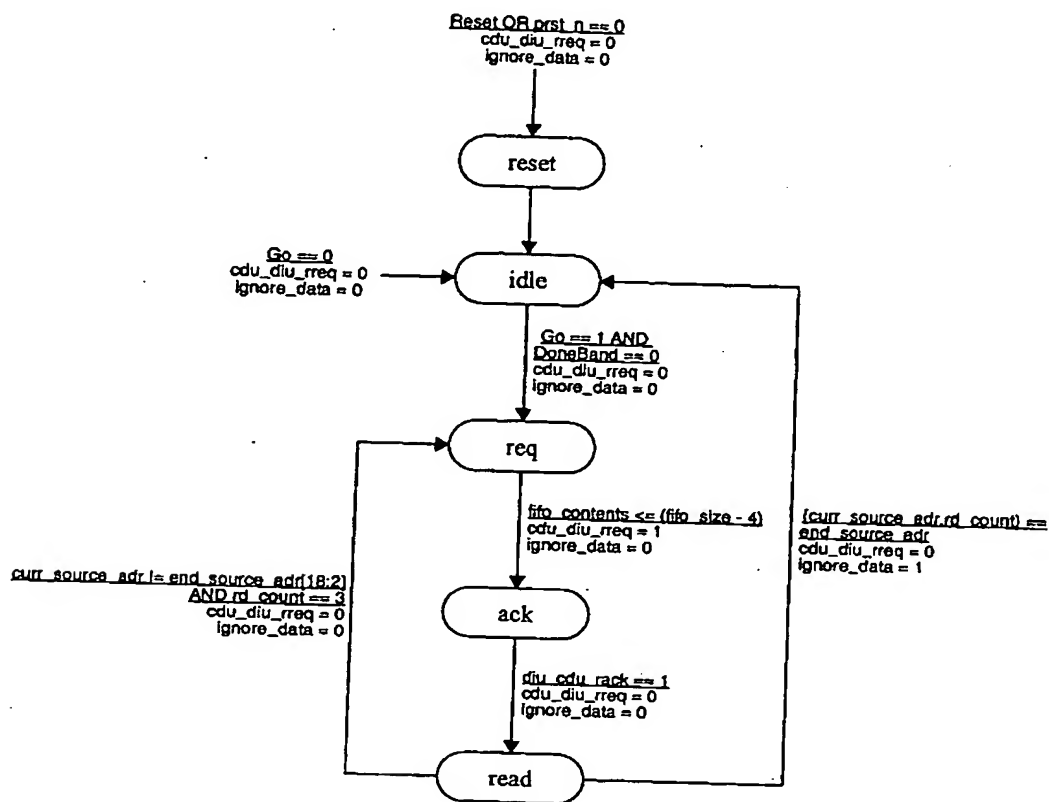 Reset OR prst_n == 0
cdu_diu_rreq = 0
ignore_data = 0
reset
Go == 0
cdu_diu_rreq = 0
ignore_data = 0
idle
Go == 1 AND
DoneBand == 0
cdu_diu_rreq = 0
ignore_data = 0
req
fifo_contents <= (fifo_size - 4)
cdu_diu_rreq = 1
ignore_data = 0
{curr_source_adr,rd_count} ==
end_source_adr
cdu_diu_rreq = 0
ignore_data = 1
curr_source_adr != end_source_adr[18:2]
AND rd_count == 3
cdu_diu_rreq = 0
ignore_data = 0
ack
diu_cdu_rack == 1
cdu_diu_rreq = 0
ignore_data = 0
read